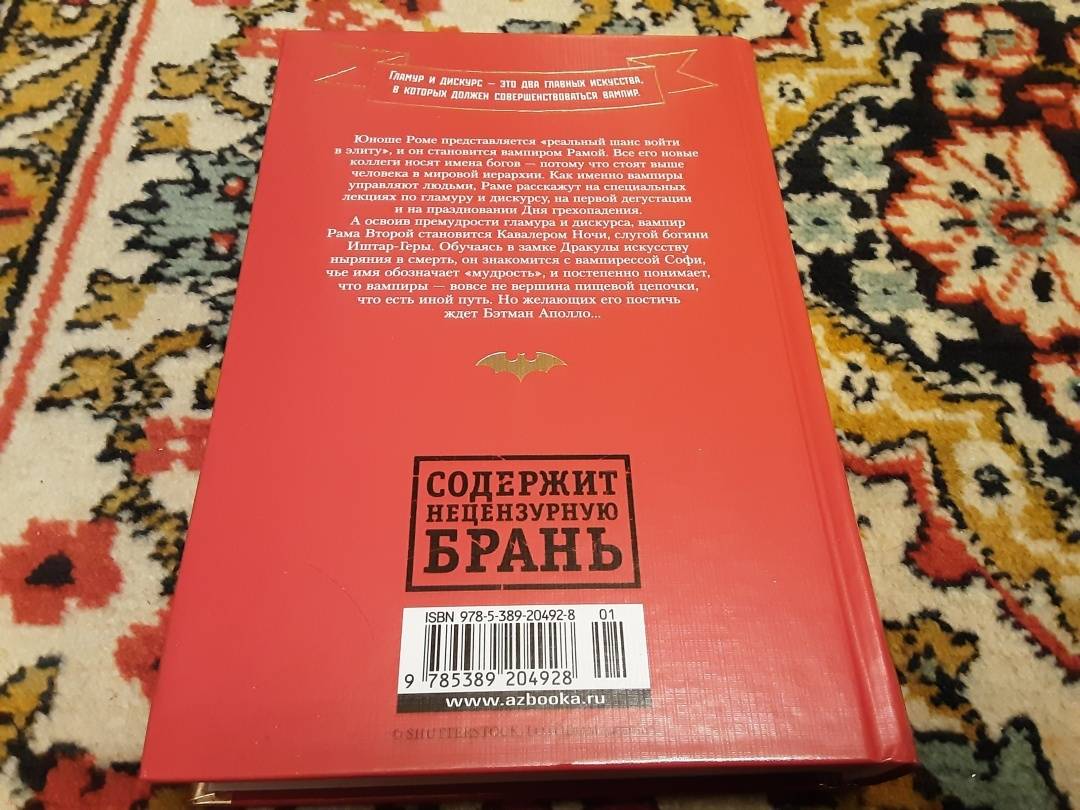 Гламур и дискурс — это два главных искусства,
в которых должен совершенствоваться вампир.
Юноше Роме представляется «реальный шанс войти
в элиту», и он становится вампиром Рамой. Все его новые
коллеги носят имена богов — потому что стоят выше
человека в мировой иерархии. Как именно вампиры
управляют людьми, Раме расскажут на специальных
лекциях по гламуру и дискурсу, на первой дегустации
и на праздновании Дня грехопадения.
А освоив премудрости гламура и дискурса, вампир
Рама Второй становится Кавалером Ночи, слугой богини
Иштар-Геры. Обучаясь в замке Дракулы искусству
ныряния в смерть, он знакомится с вампирессой Софи,
чье имя обозначает «мудрость», и постепенно понимает,
что вампиры — вовсе не вершина пищевой цепочки,
что есть иной путь. Но желающих его постичь
ждет Бэтман Аполло...
СОДЕРЖИТ
НЕЦЕНЗУРНУЮ
БРАНЬ
ISBN 978-5-389-20492-8 01
9 785389 204928
www.azbooka.ru
© SHUTTERSTOCK